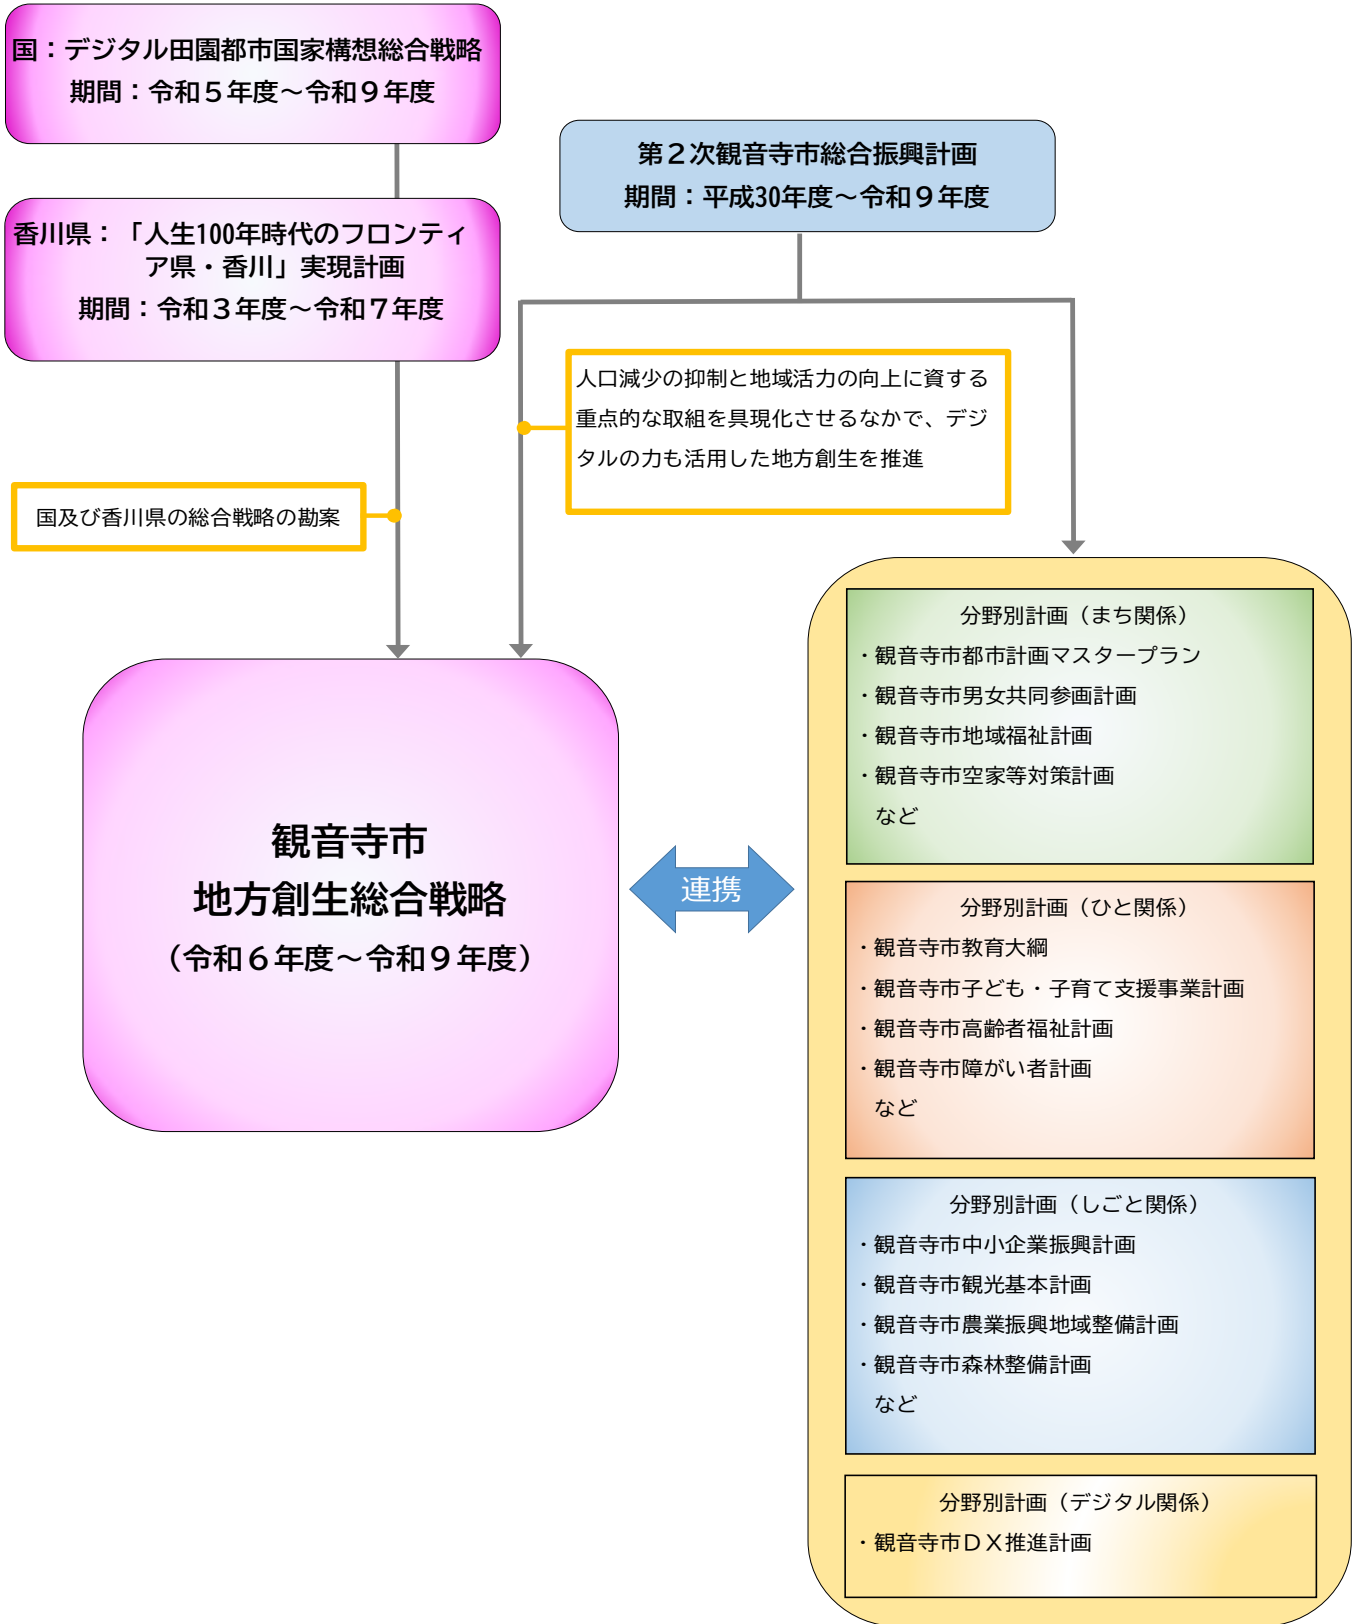 国：デジタル田園都市国家構想総合戦略
期間：令和５年度～令和９年度
香川県：「人生100年時代のフロンティ
ア県・香川」実現計画
期間：令和３年度～令和７年度
第２次観音寺市総合振興計画
期間：平成30年度～令和９年度
人口減少の抑制と地域活力の向上に資する
重点的な取組を具現化させるなかで、デジ
タルの力も活用した地方創生を推進
国及び香川県の総合戦略の勘案
観音寺市
地方創生総合戦略
（令和６年度～令和９年度）
連携
分野別計画（まち関係）
・観音寺市都市計画マスタープラン
・観音寺市男女共同参画計画
・観音寺市地域福祉計画
・観音寺市空家等対策計画
など
分野別計画（ひと関係）
・観音寺市教育大綱
・観音寺市子ども・子育て支援事業計画
・観音寺市高齢者福祉計画
・観音寺市障がい者計画
など
分野別計画（しごと関係）
・観音寺市中小企業振興計画
・観音寺市観光基本計画
・観音寺市農業振興地域整備計画
・観音寺市森林整備計画
など
分野別計画（デジタル関係）
・観音寺市ＤＸ推進計画